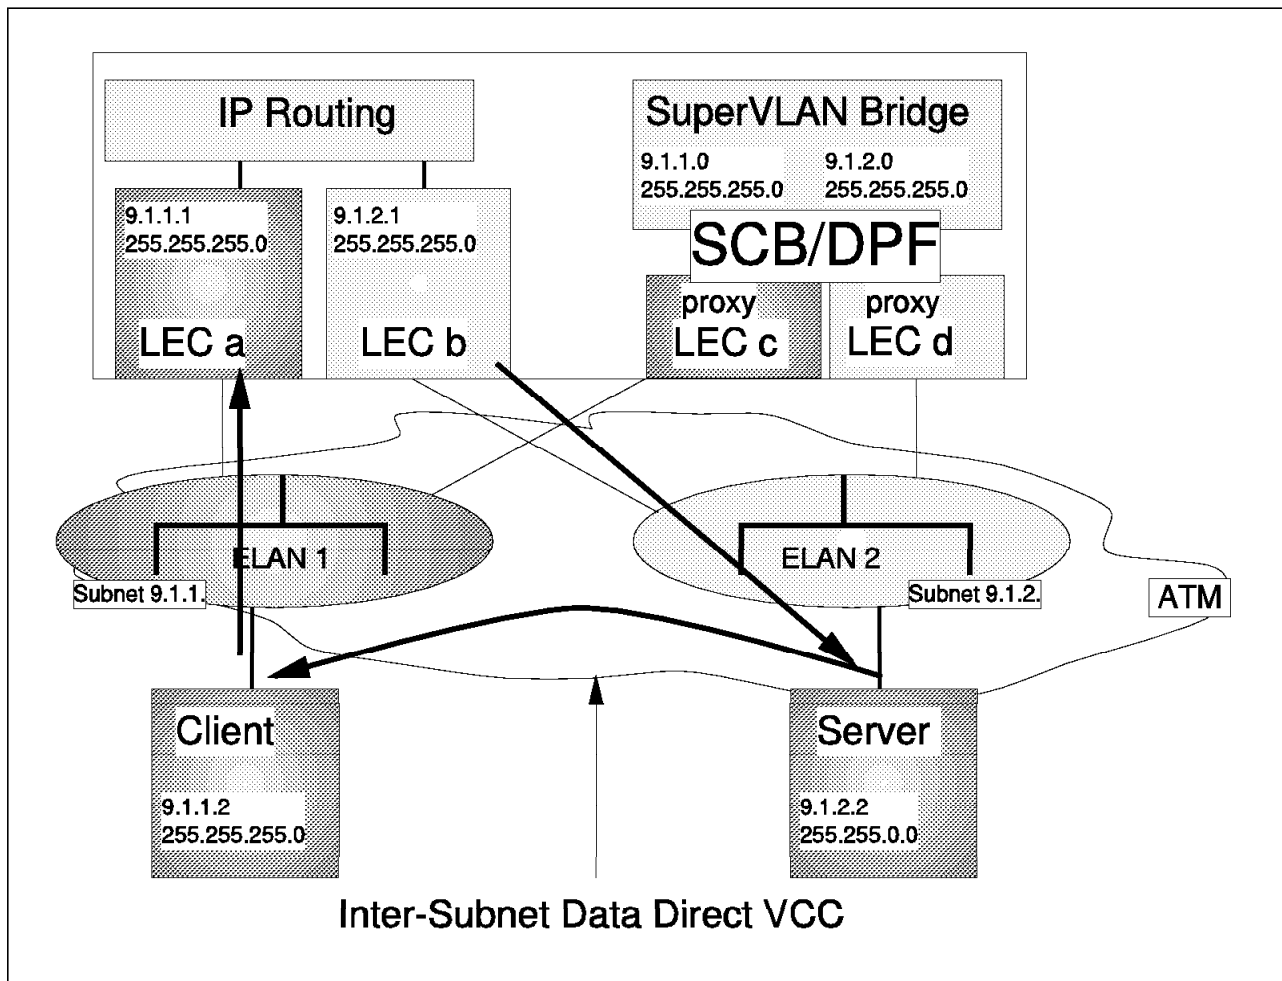 IP Routing
SuperVLAN Bridge
9.1.1.0
255.255.255.0
9.1.2.0
255.255.255.0
9.1.1.1
255.255.255.0
9.1.2.1
255.255.255.0
SCB/DPF
LEC a
LEC b
proxy
LEC c
proxy
LEC d
ELAN 1
Subnet 9.1.1.
ELAN 2
Subnet 9.1.2.
ATM
Client
9.1.1.2
255.255.255.0
Server
9.1.2.2
255.255.0.0
Inter-Subnet Data Direct VCC